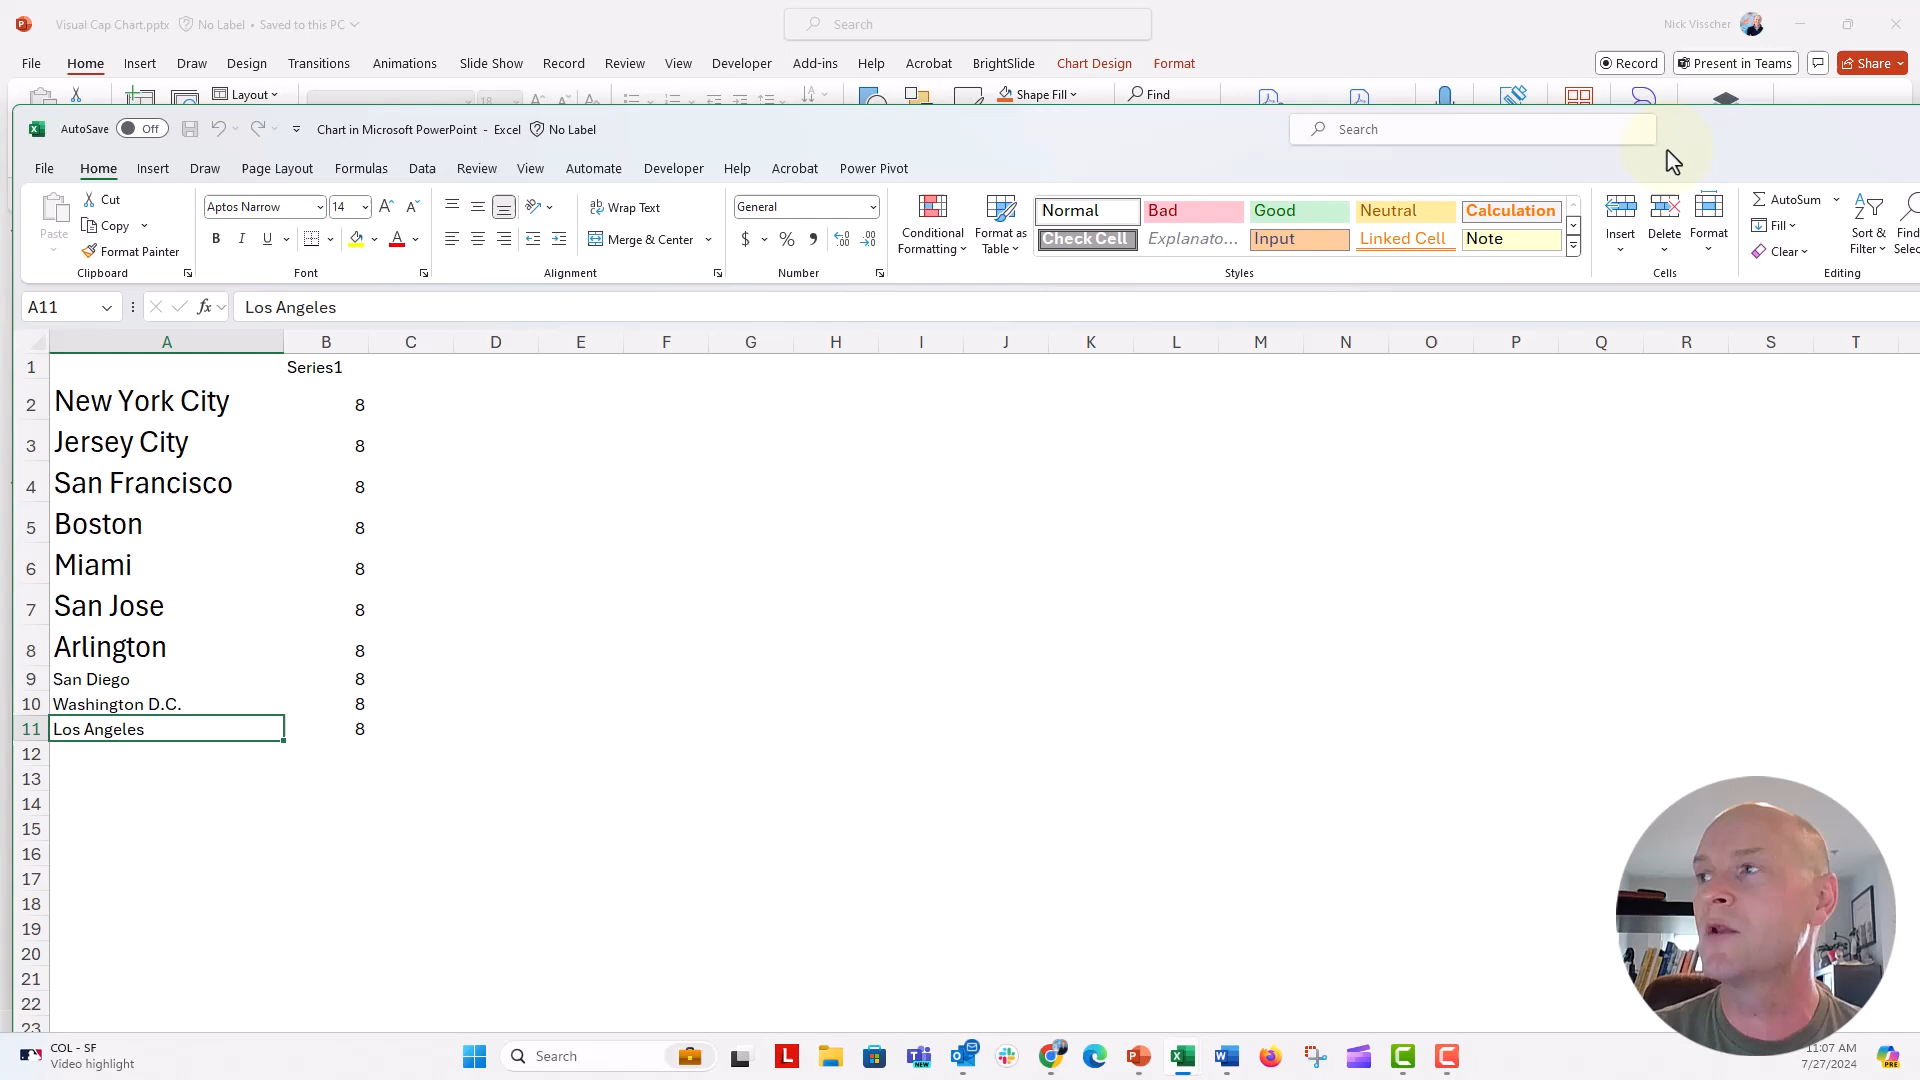 Visual Cap Chart.pptx No Label • Saved to this PC Search Nick Visscher
File Home Insert Draw Design Transitions Animations Slide Show Record Review View Developer Add-ins Help Acrobat BrightSlide Chart Design Format Record Present in Teams Share
Layout 18 Shape Fill Find
AutoSave Off Chart in Microsoft PowerPoint - Excel No Label Search
File Home Insert Draw Page Layout Formulas Data Review View Automate Developer Help Acrobat Power Pivot
Paste Cut Copy Format Painter
Clipboard
Aptos Narrow 14
B I U A
Font
Wrap Text
Merge & Center
Alignment
General
$ % ,
Number
Conditional Formatting
Format as Table
Normal Bad Good Neutral Calculation
Check Cell Explanato... Input Linked Cell Note
Styles
Insert Delete Format
Cells
AutoSum
Fill
Clear
Sort & Filter
Editing
A11 fx Los Angeles
A B C D E F G H I J K L M N O P Q R S T
1 Series1
2 New York City 8
3 Jersey City 8
4 San Francisco 8
5 Boston 8
6 Miami 8
7 San Jose 8
8 Arlington 8
9 San Diego 8
10 Washington D.C. 8
11 Los Angeles 8
12
13
14
15
16
17
18
19
20
21
22
23
COL - SF
Video highlight
Search
11:07 AM
7/27/2024